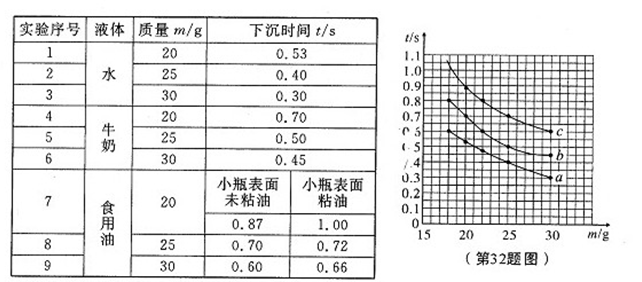 实验序号 液体 质量 m/g 下沉时间 t/s
1 水 20 0.53
2 25 0.40
3 30 0.30
4 牛奶 20 0.70
5 25 0.50
6 30 0.45
7 食用油 20 小瓶表面未粘油 小瓶表面粘油
0.87 1.00
8 25 0.70 0.72
9 30 0.60 0.66
t/s
1.1
1.0
0.9
0.8
0.7
0.6
0.5
0.4
0.3
0.2
0.1
0
15 20 25 30 m/g
c
b
a
(第32题图)